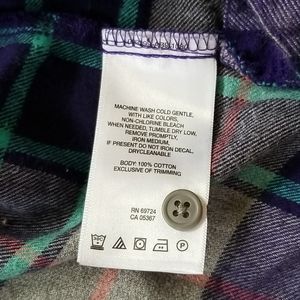 MACHINE WASH COLD GENTLE,
WITH LIKE COLORS,
NON-CHLORINE BLEACH
WHEN NEEDED, TUMBLE DRY LOW,
REMOVE PROMPTLY,
IRON MEDIUM.
IF PRESENT DO NOT IRON DECAL.
DRYCLEANABLE
BODY: 100% COTTON
EXCLUSIVE OF TRIMMING
RN 69724
CA 05367
P